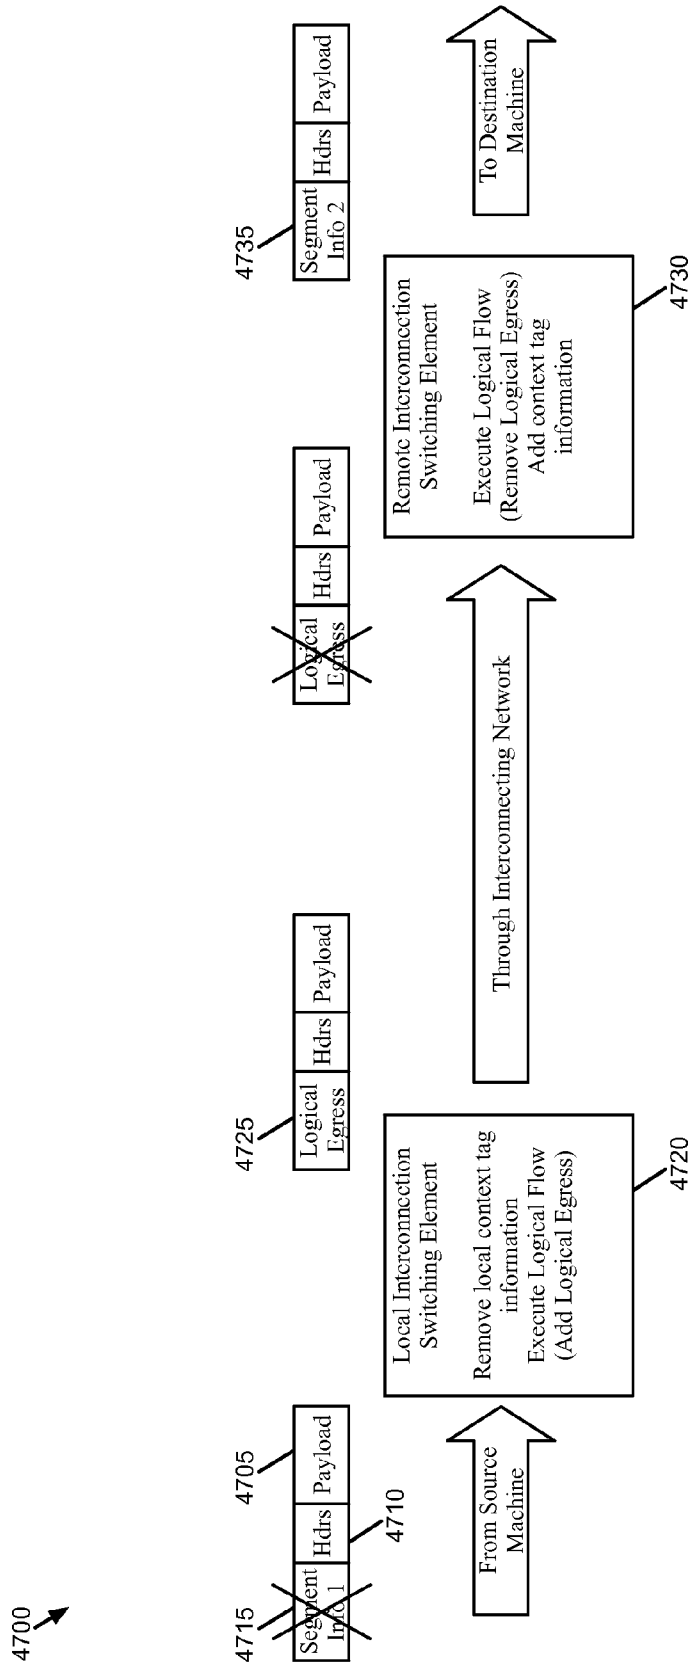 4700
4715
4705
Segment
Info 1
Hdrs
Payload
4710
4725
Logical
Egress
Hdrs
Payload
Logical
Egress
Hdrs
Payload
4735
Segment
Info 2
Hdrs
Payload
From Source
Machine
Local Interconnection
Switching Element
Remove local context tag
information
Execute Logical Flow
(Add Logical Egress)
4720
Through Interconnecting Network
Remote Interconnection
Switching Element
Execute Logical Flow
(Remove Logical Egress)
Add context tag
information
4730
To Destination
Machine